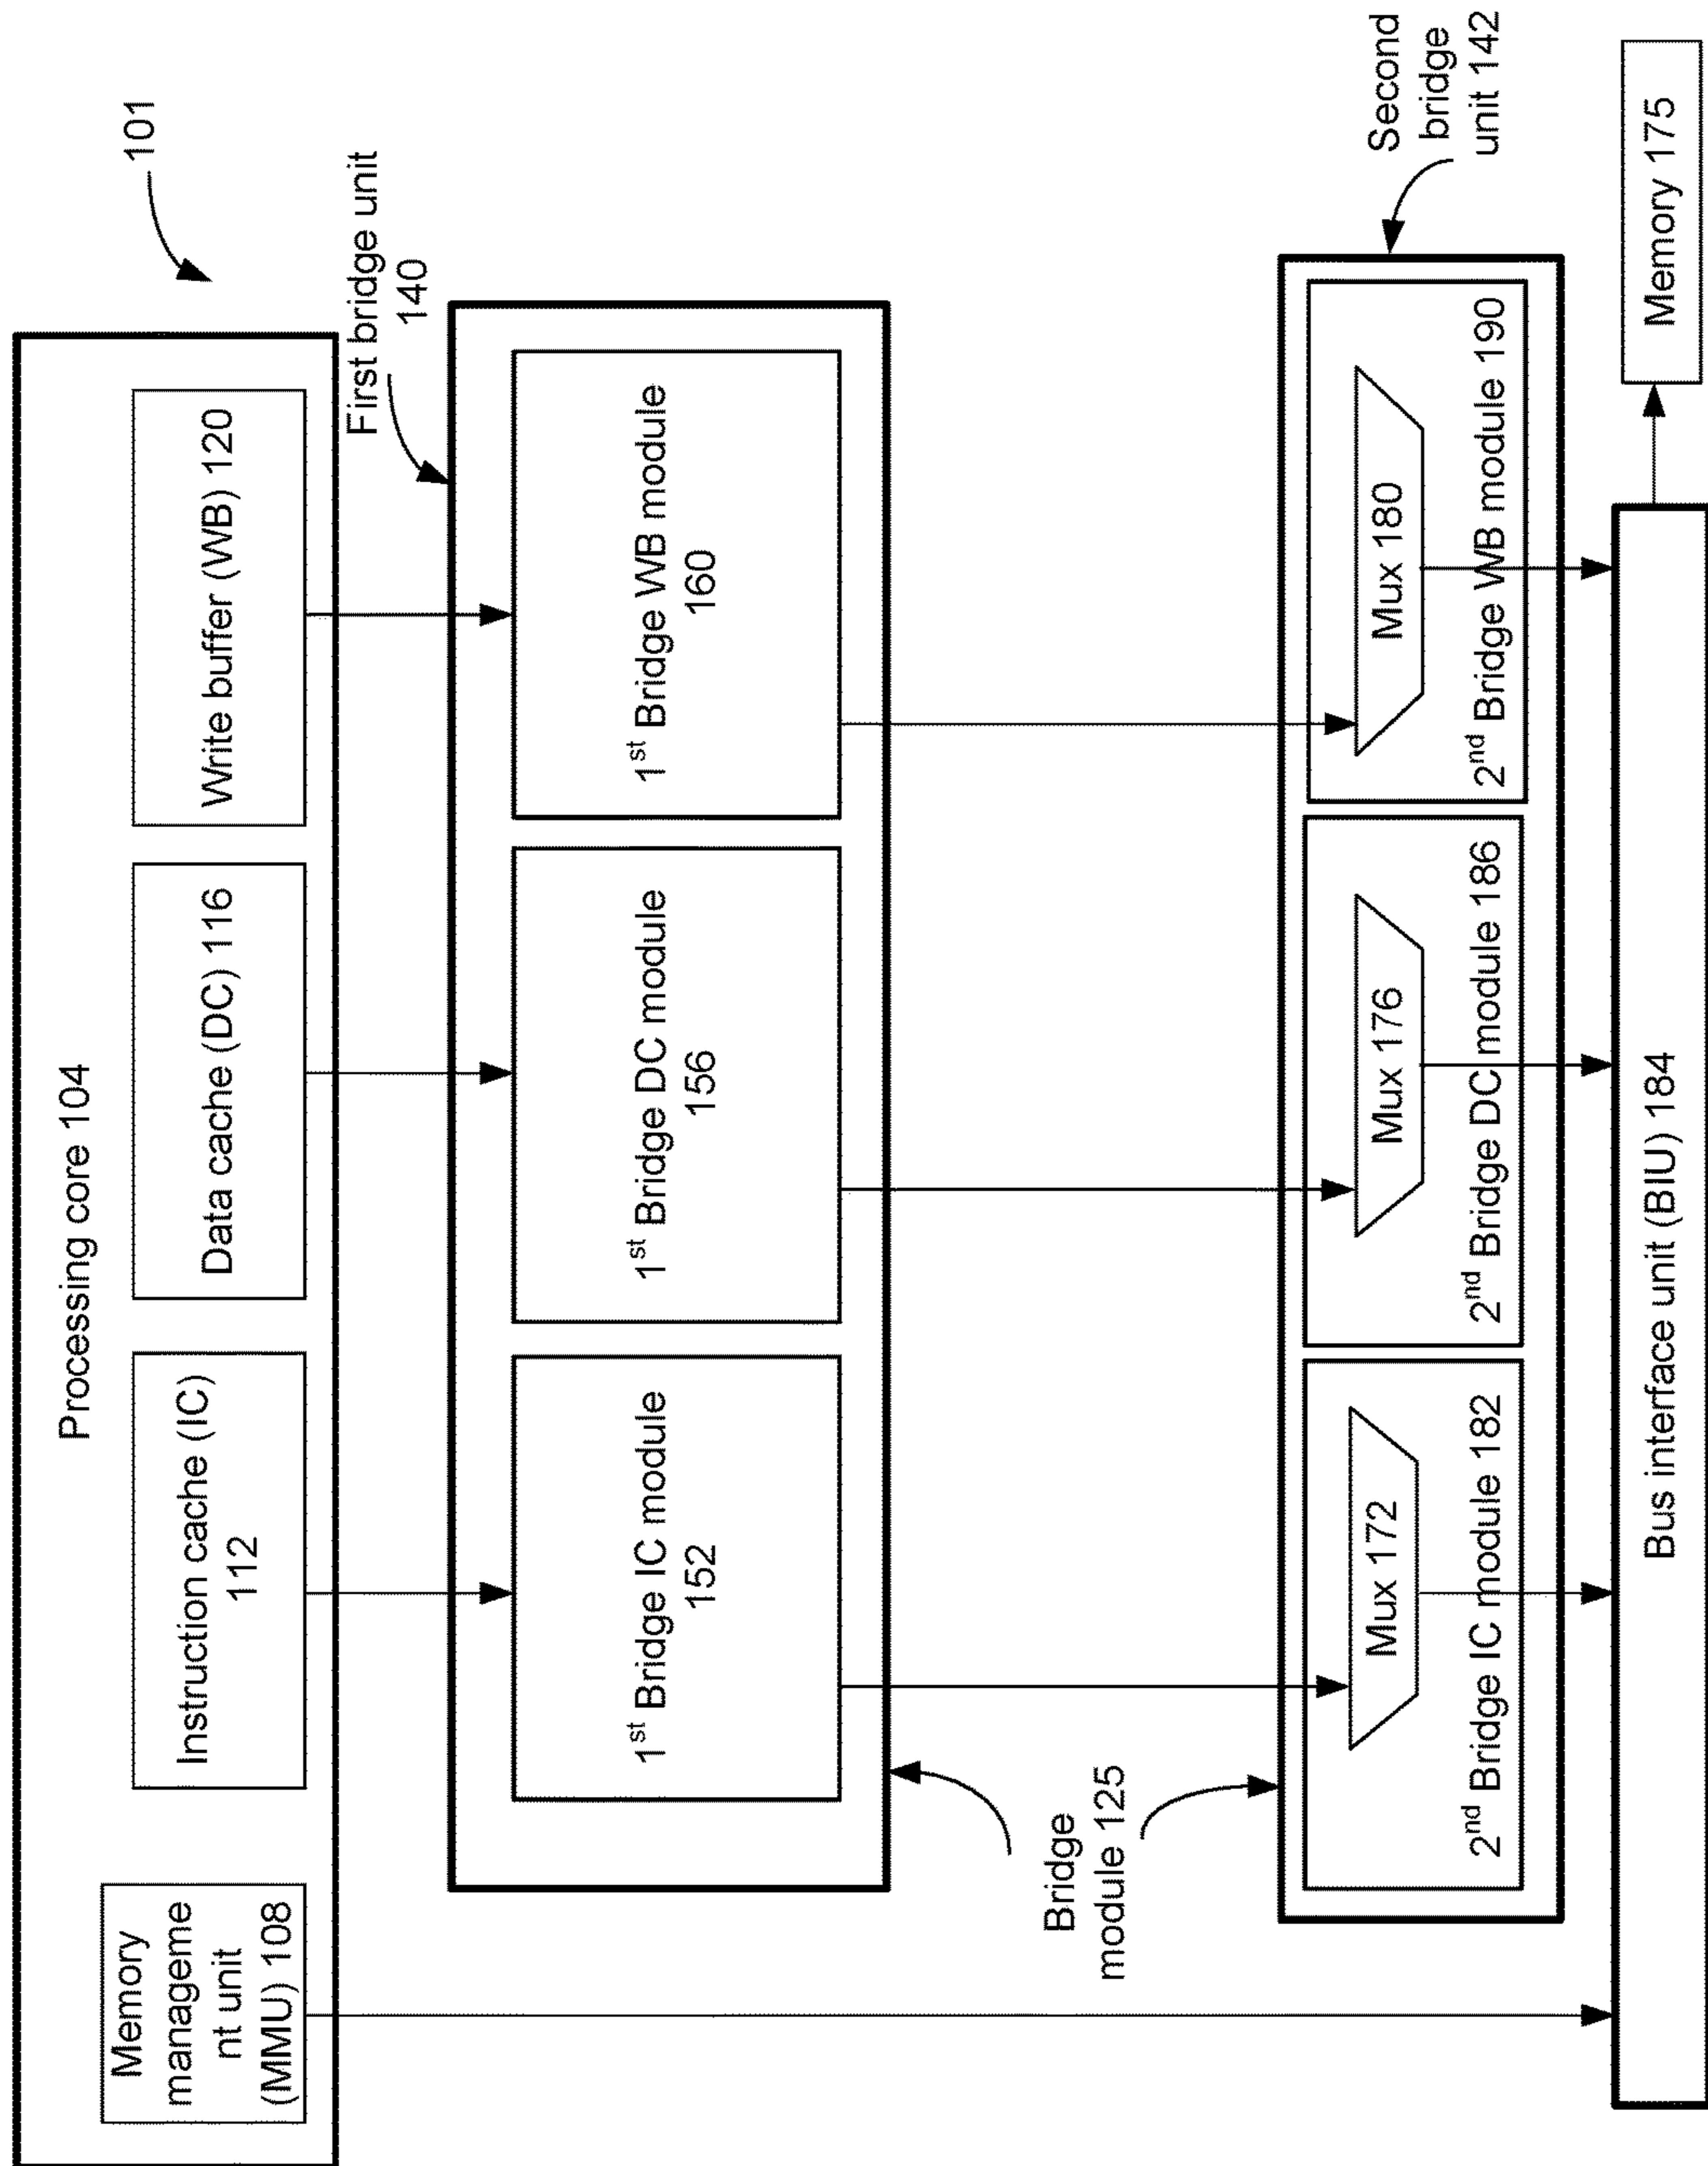 101
Processing core 104
Memory
manageme
nt unit
(MMU) 108
Instruction cache (IC)
112
Data cache (DC) 116
Write buffer (WB) 120
First bridge unit
140
1st Bridge IC module
152
1st Bridge DC module
156
1st Bridge WB module
160
Bridge
module 125
Second
bridge
unit 142
Mux 172
2nd Bridge IC module 182
Mux 176
2nd Bridge DC module 186
Mux 180
2nd Bridge WB module 190
Bus interface unit (BIU) 184
Memory 175